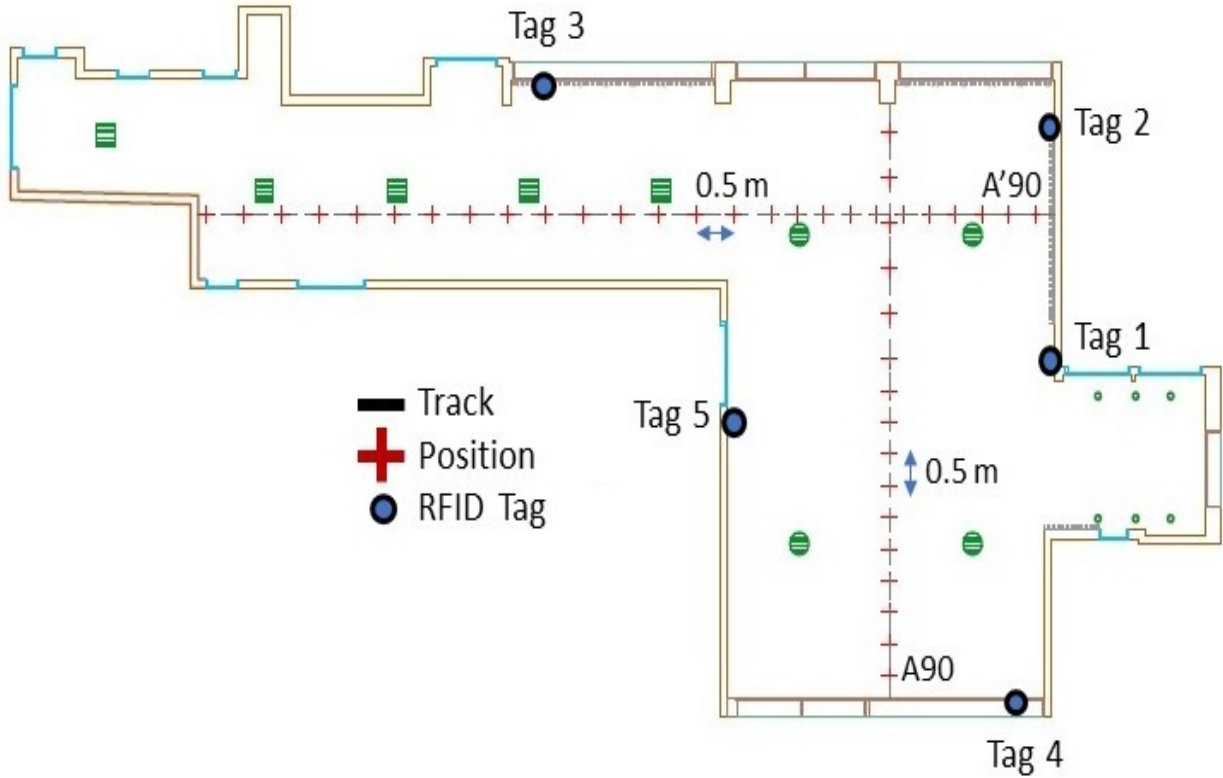 Tag 3
Tag 2
0.5 m
A’90
Tag 1
Track
Tag 5
Position
0.5 m
RFID Tag
A90
Tag 4